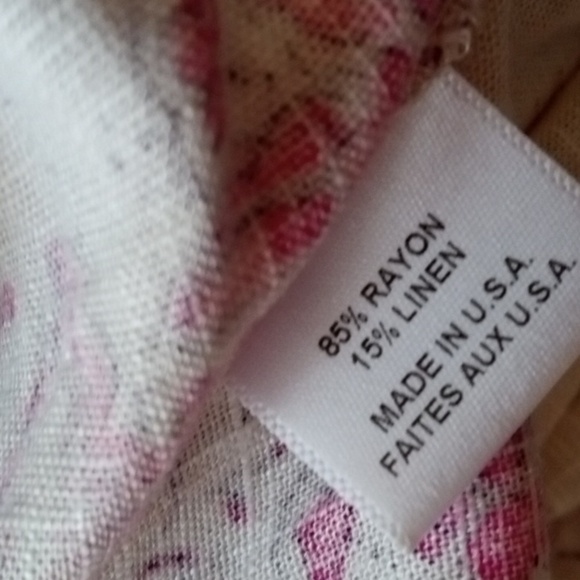 85% RAYON
15% LINEN
MADE IN U.S.A.
FAITES AUX U.S.A.